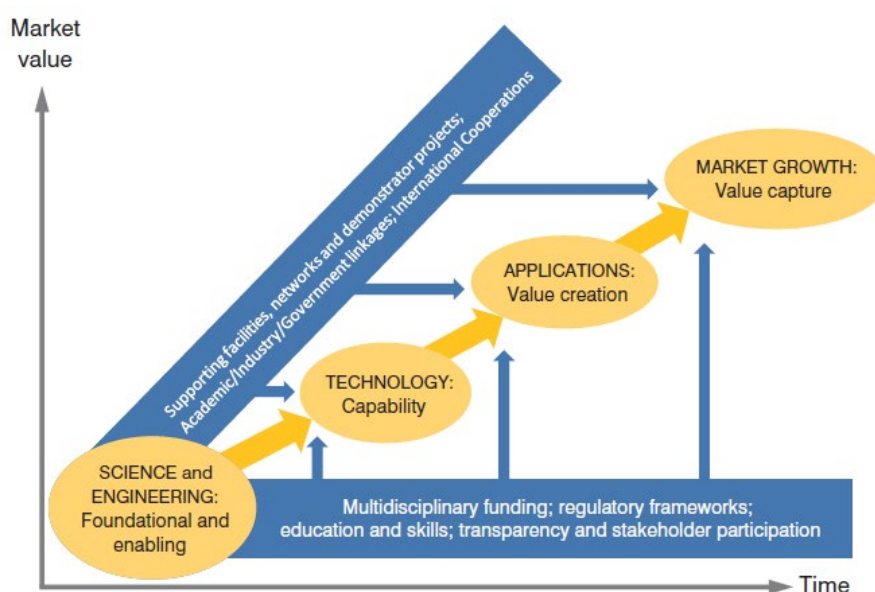 Market
value
Supporting facilities, networks and demonstrator projects;
Academic/Industry/Government linkages; International Cooperations
MARKET GROWTH:
Value capture
APPLICATIONS:
Value creation
TECHNOLOGY:
Capability
SCIENCE and
ENGINEERING:
Foundational and
enabling
Multidisciplinary funding; regulatory frameworks;
education and skills; transparency and stakeholder participation
Time